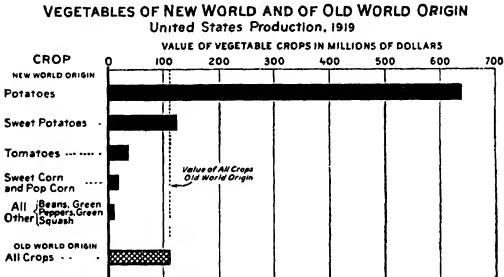 VEGETABLES OF NEW WORLD AND OF OLD WORLD ORIGIN
United States Production, 1919
VALUE OF VEGETABLE CROPS IN MILLIONS OF DOLLARS
CROP
0 100 200 300 400 500 600 700
NEW WORLD ORIGIN
Potatoes
Sweet Potatoes
Tomatoes
Sweet Corn
and Pop Corn
All Other { Beans, Green
Peppers, Green
Squash
Value of All Crops
Old World Origin
OLD WORLD ORIGIN
All Crops